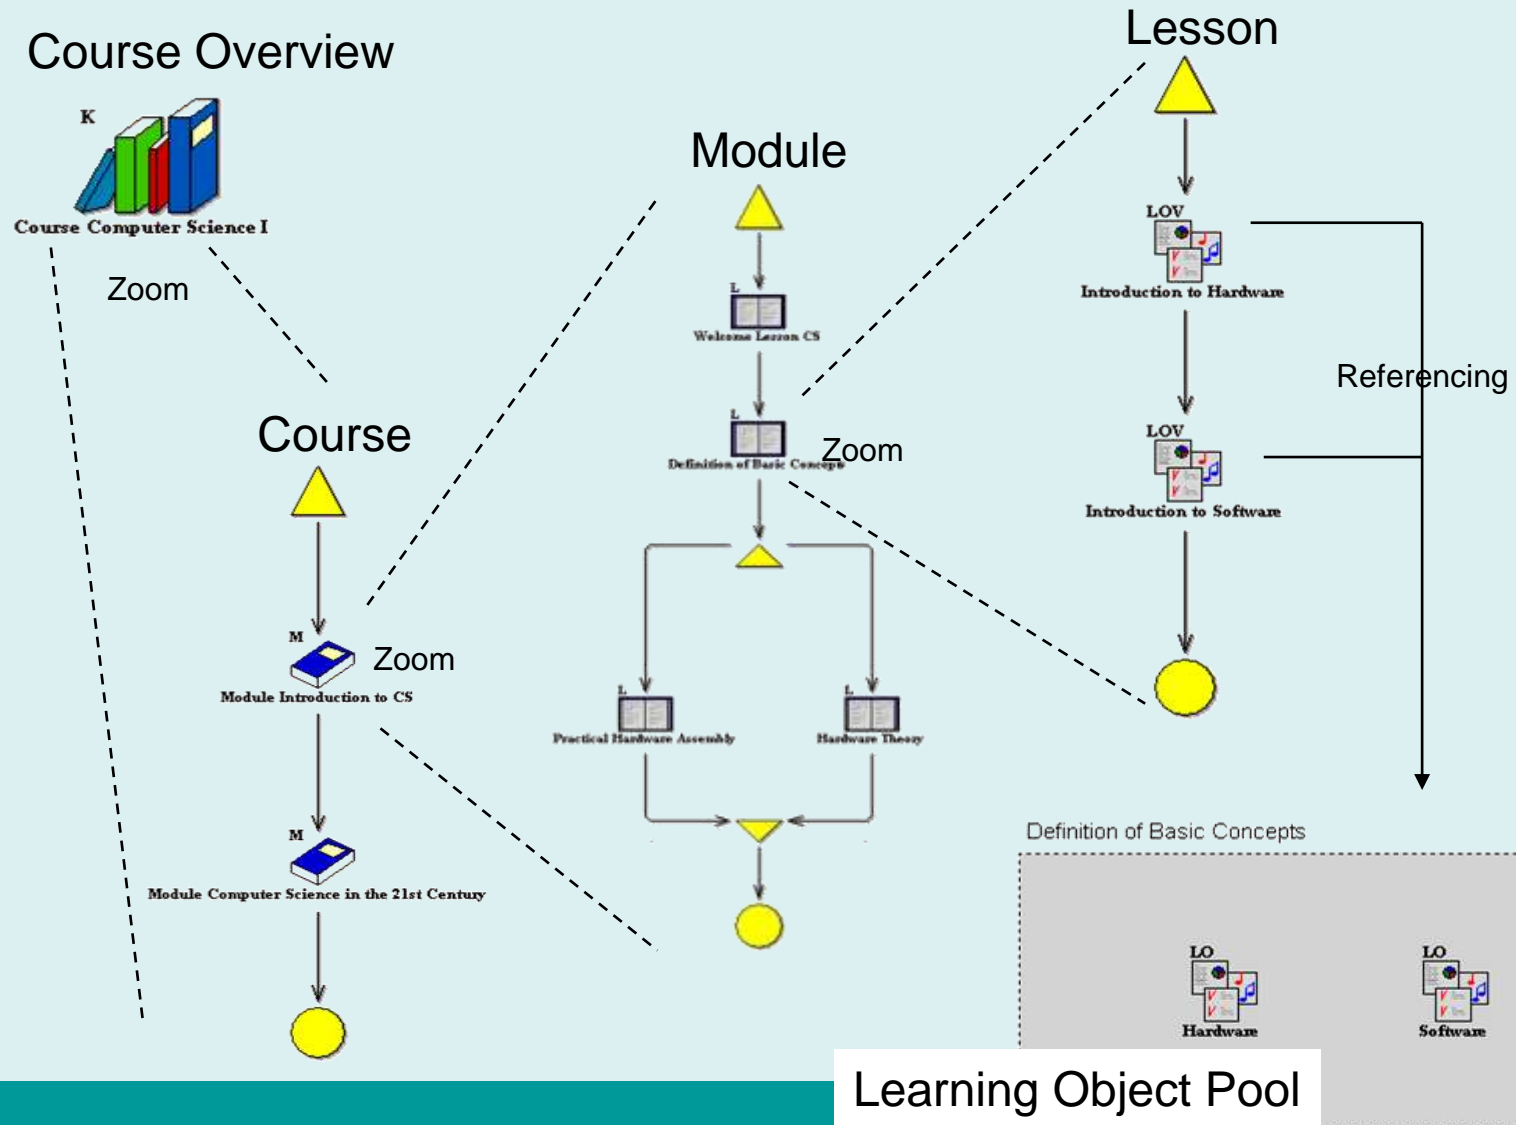 Course Overview
K
Course Computer Science I
Zoom
Course
M
Module Introduction to CS
Zoom
M
Module Computer Science in the 21st Century
Module
L
Welcome Lesson CS
L
Definition of Basic Concepts
Zoom
L
Practical Hardware Assembly
L
Hardware Theory
Lesson
LOV
Introduction to Hardware
Referencing
LOV
Introduction to Software
Definition of Basic Concepts
LO
Hardware
LO
Software
Learning Object Pool